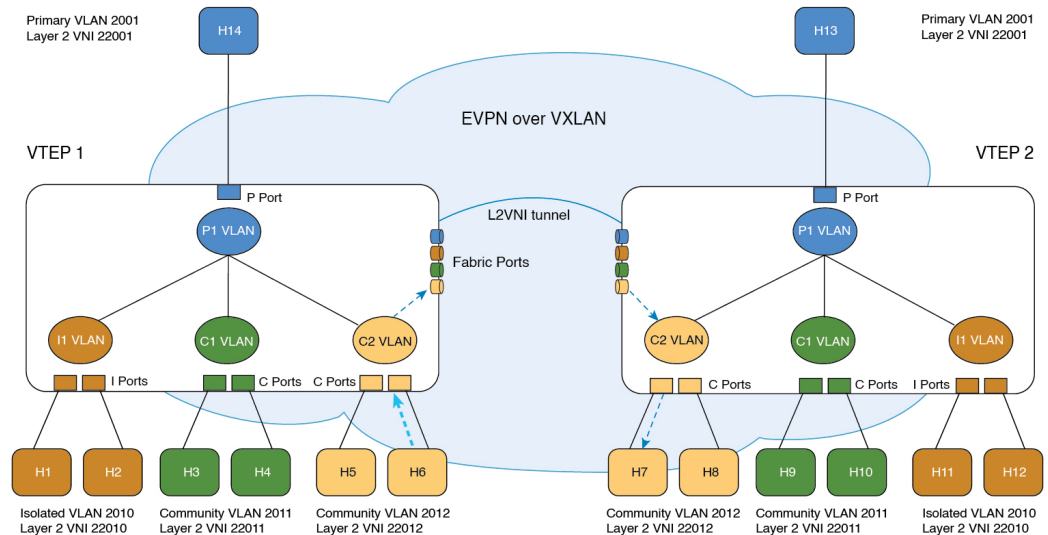 Primary VLAN 2001
Layer 2 VNI 22001
H14
H13
Primary VLAN 2001
Layer 2 VNI 22001
EVPN over VXLAN
VTEP 1
VTEP 2
P Port
P Port
L2VNI tunnel
P1 VLAN
P1 VLAN
Fabric Ports
I1 VLAN
C1 VLAN
C2 VLAN
C2 VLAN
C1 VLAN
I1 VLAN
I Ports
C Ports
C Ports
C Ports
C Ports
I Ports
H1
H2
H3
H4
H5
H6
H7
H8
H9
H10
H11
H12
Isolated VLAN 2010
Layer 2 VNI 22010
Community VLAN 2011
Layer 2 VNI 22011
Community VLAN 2012
Layer 2 VNI 22012
Community VLAN 2012
Layer 2 VNI 22012
Community VLAN 2011
Layer 2 VNI 22011
Isolated VLAN 2010
Layer 2 VNI 22010